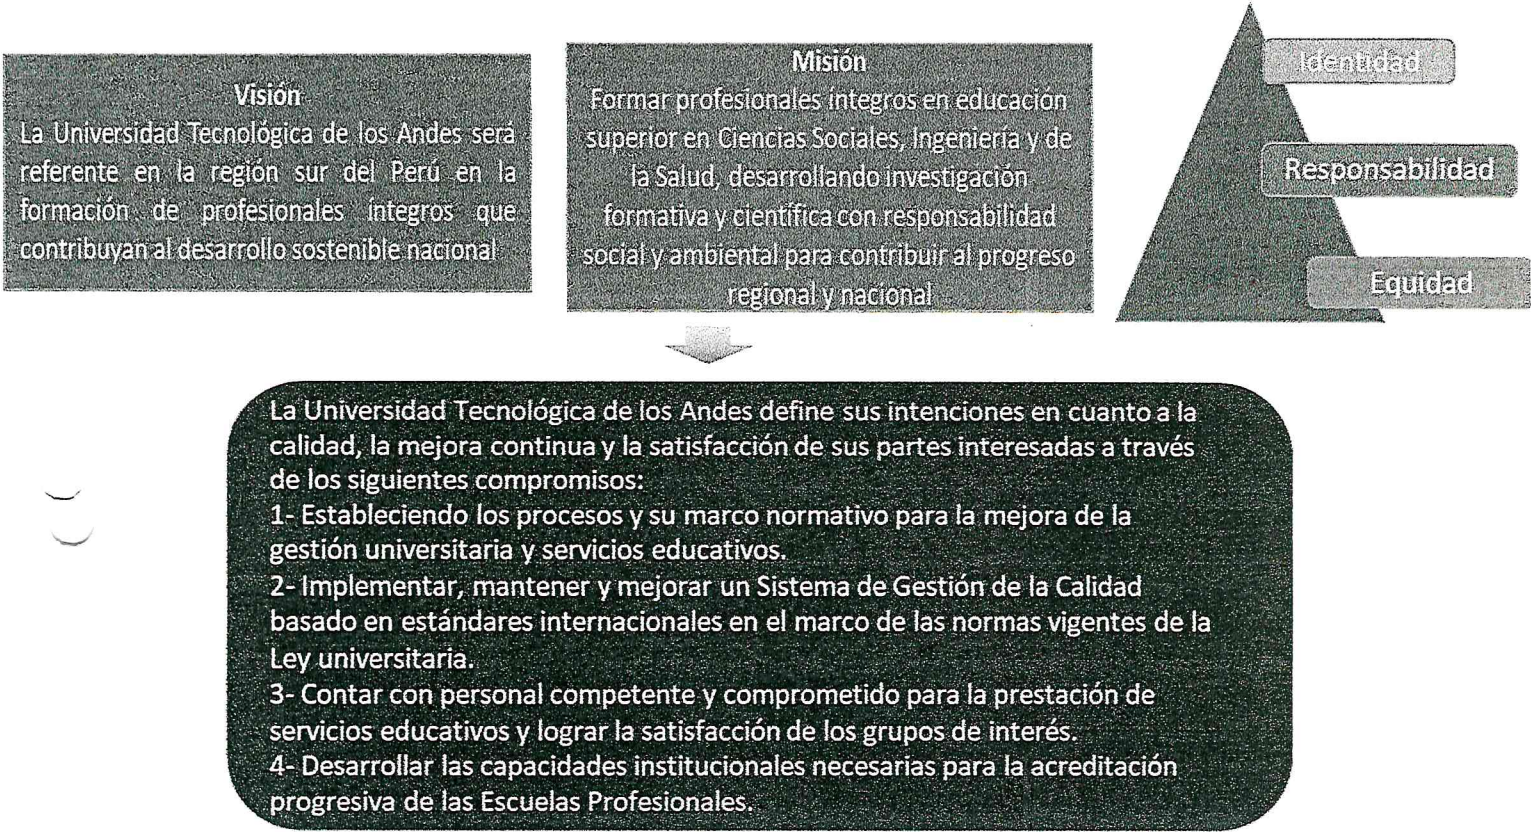 Visión
La Universidad Tecnológica de los Andes será
referente en la región sur del Perú en la
formación de profesionales íntegros que
contribuyan al desarrollo sostenible nacional
Misión
Formar profesionales íntegros en educación
superior en Ciencias Sociales, Ingeniería y de
la Salud, desarrollando investigación
formativa y científica con responsabilidad
social y ambiental para contribuir al progreso
regional y nacional
Identidad
Responsabilidad
Equidad
La Universidad Tecnológica de los Andes define sus intenciones en cuanto a la
calidad, la mejora continua y la satisfacción de sus partes interesadas a través
de los siguientes compromisos:
1- Estableciendo los procesos y su marco normativo para la mejora de la
gestión universitaria y servicios educativos.
2- Implementar, mantener y mejorar un Sistema de Gestión de la Calidad
basado en estándares internacionales en el marco de las normas vigentes de la
Ley universitaria.
3- Contar con personal competente y comprometido para la prestación de
servicios educativos y lograr la satisfacción de los grupos de interés.
4- Desarrollar las capacidades institucionales necesarias para la acreditación
progresiva de las Escuelas Profesionales.